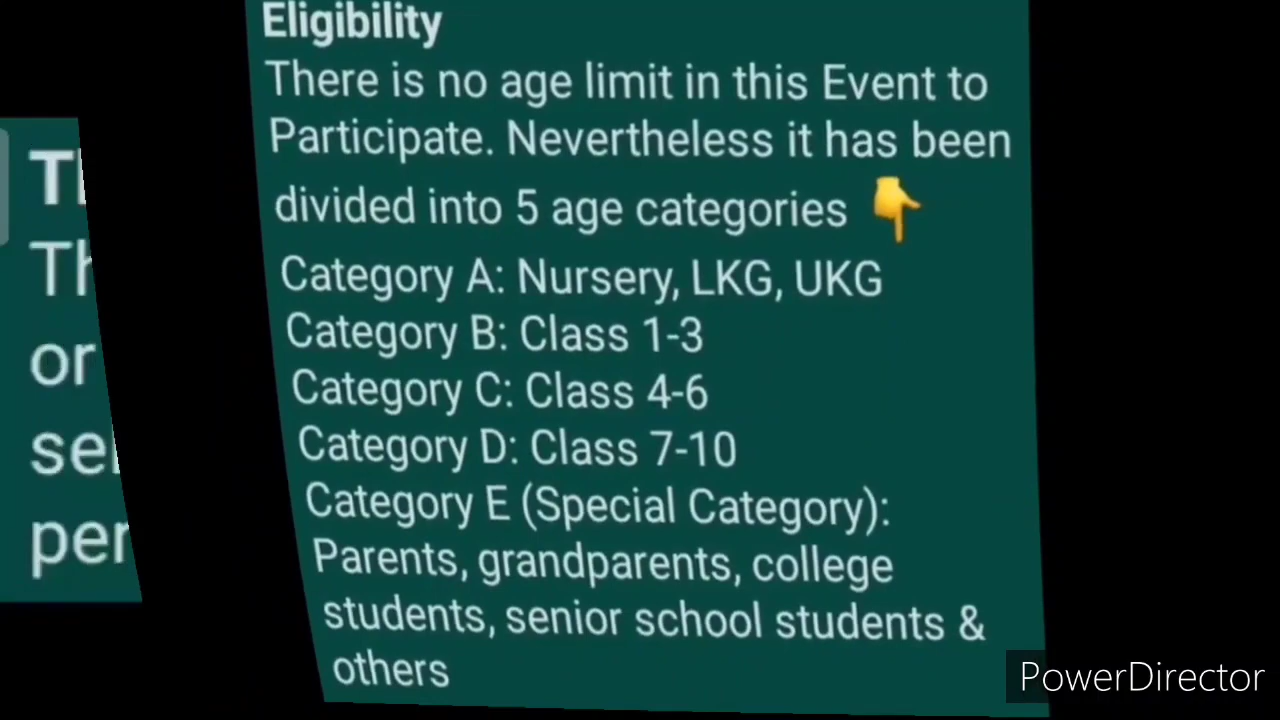 Eligibility
There is no age limit in this Event to
Participate. Nevertheless it has been
divided into 5 age categories 👇
Category A: Nursery, LKG, UKG
Category B: Class 1-3
Category C: Class 4-6
Category D: Class 7-10
Category E (Special Category):
Parents, grandparents, college
students, senior school students &
others
or
PowerDirector